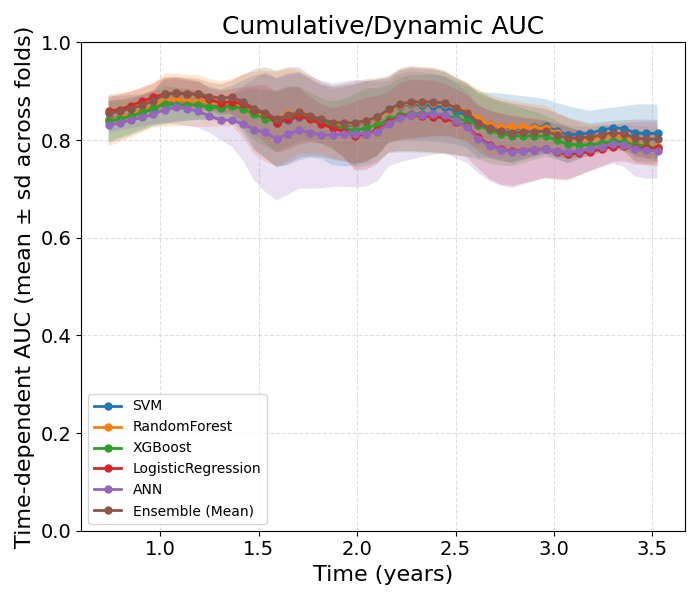 Cumulative/Dynamic AUC
Time-dependent AUC (mean ± sd across folds)
1.0
0.8
0.6
0.4
0.2
0.0
SVM
RandomForest
XGBoost
LogisticRegression
ANN
Ensemble (Mean)
1.0 1.5 2.0 2.5 3.0 3.5
Time (years)